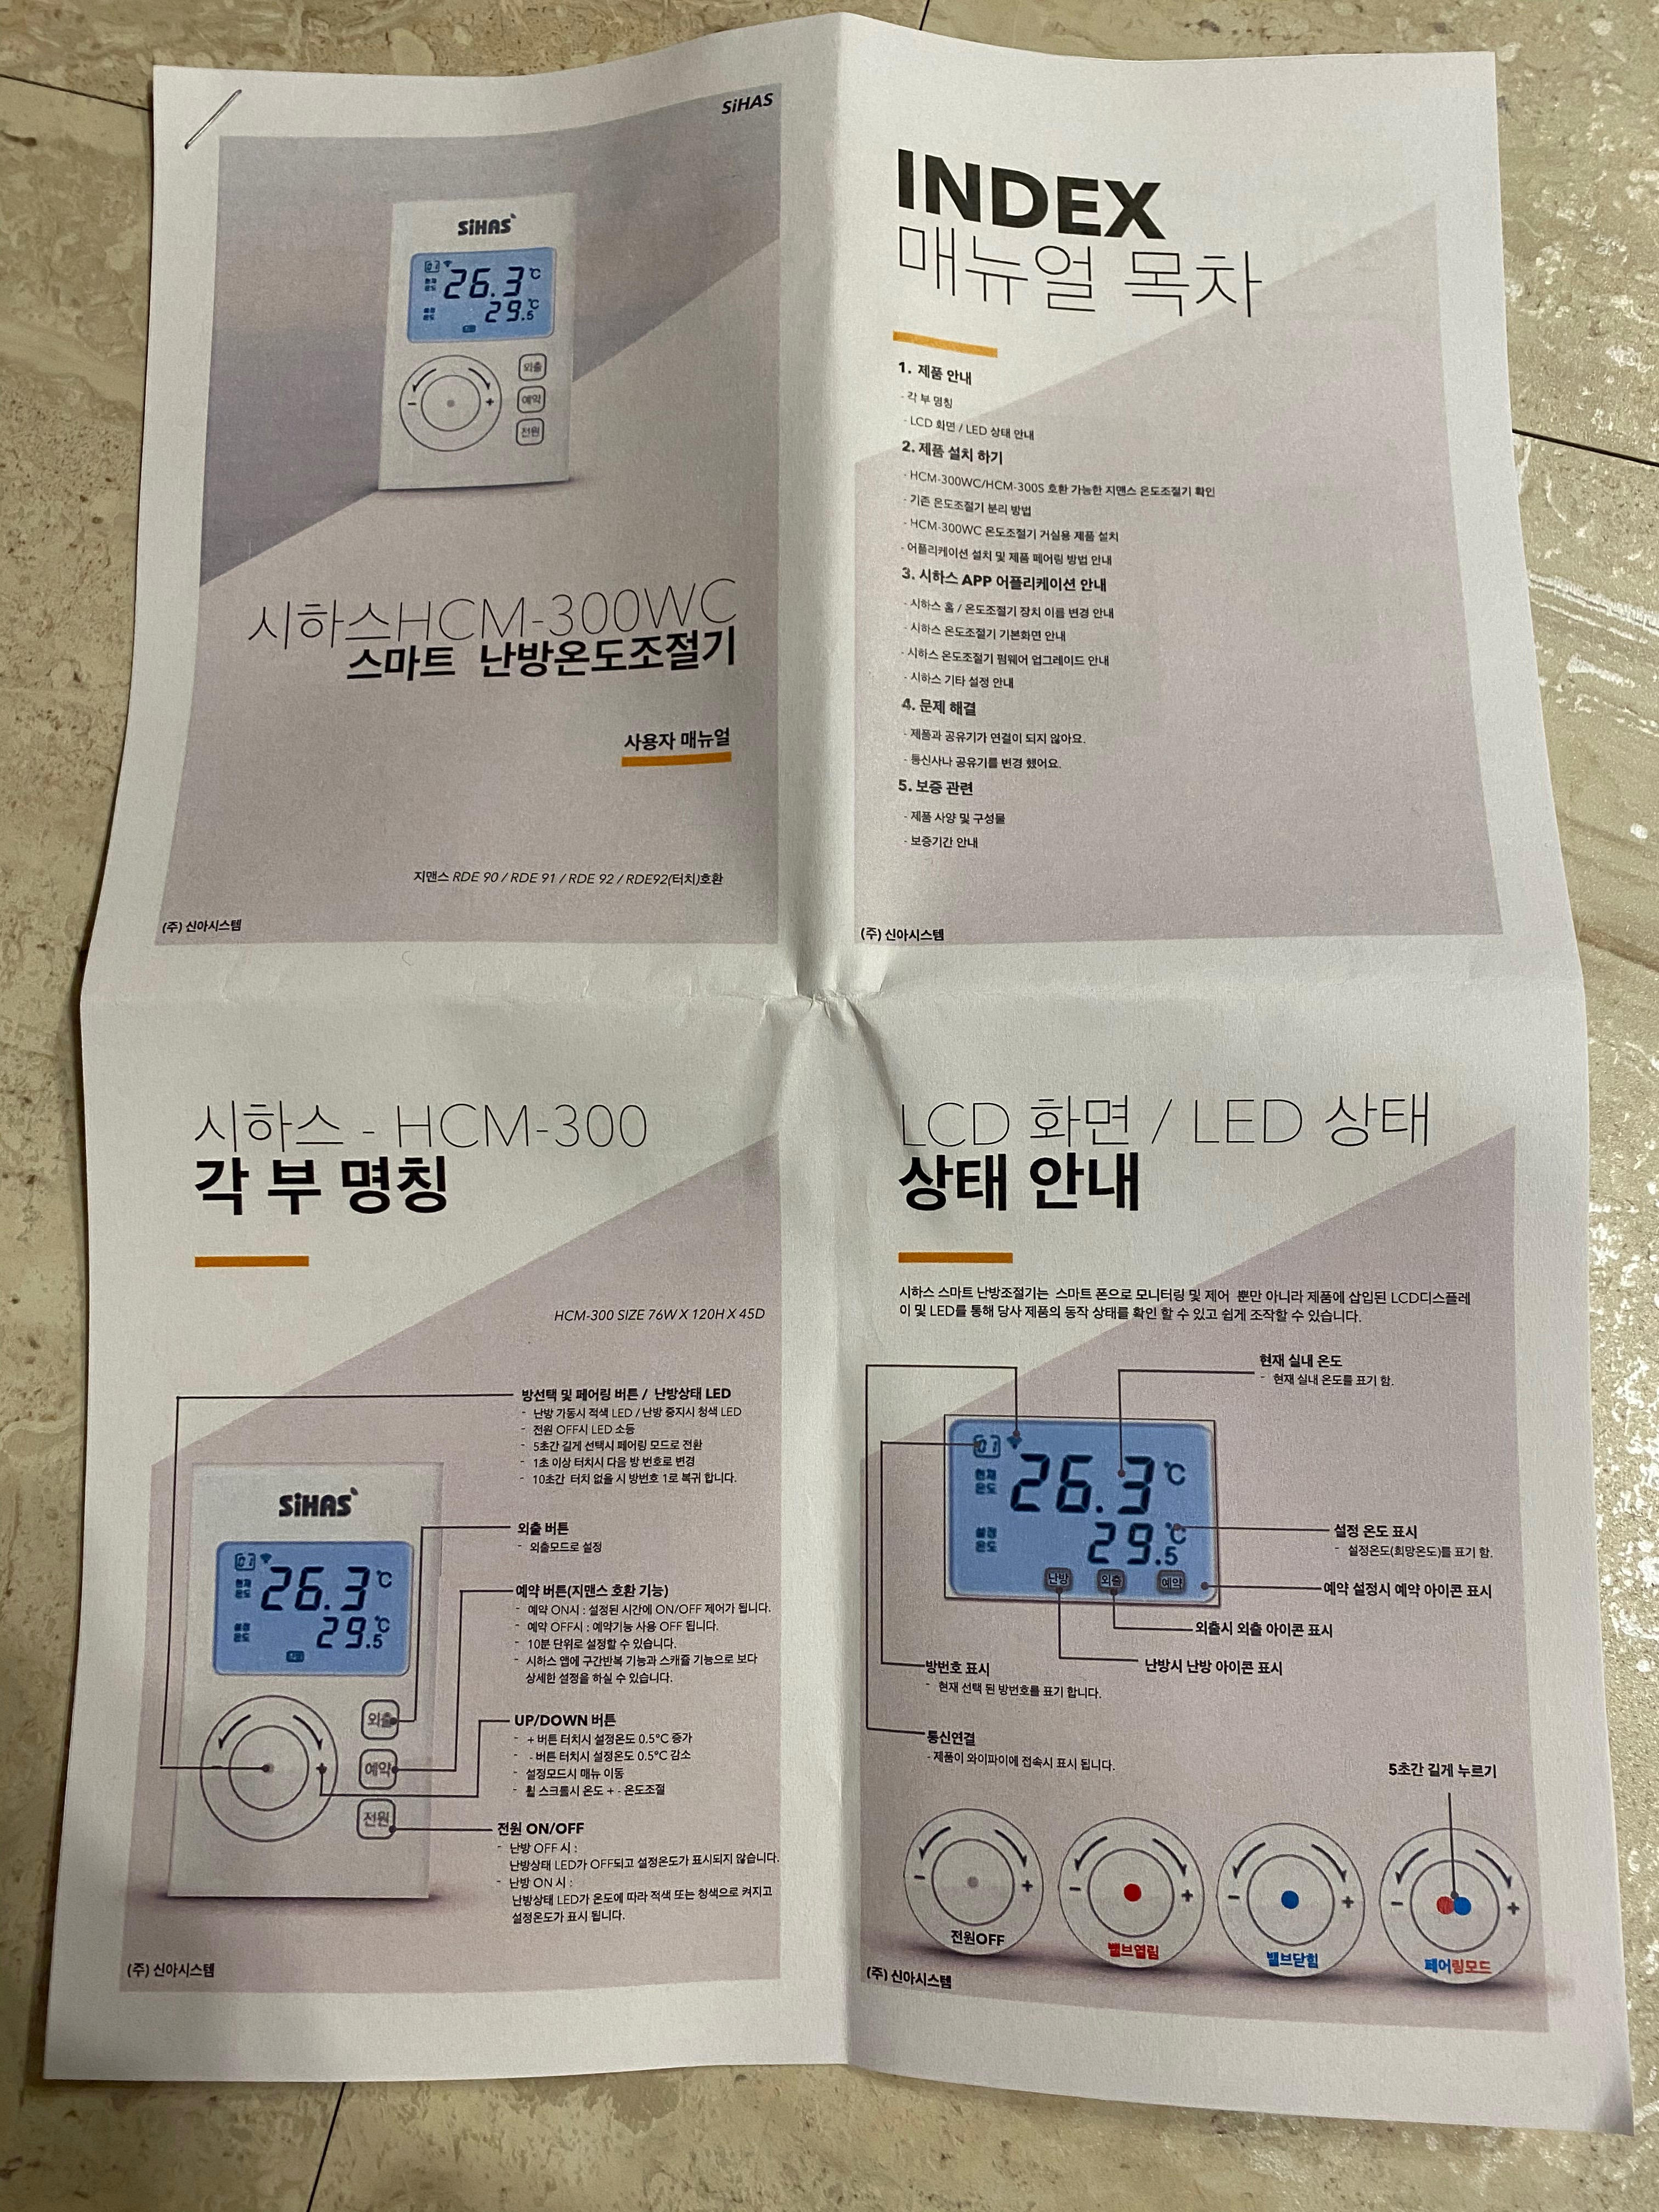 SiHAS
SiHAS
01
현재
온도
26.3℃
설정
온도
29.5℃
외출
예약
전원
- +
시하스HCM-300WC
스마트 난방온도조절기
사용자 매뉴얼
지맨스 RDE 90 / RDE 91 / RDE 92 / RDE92(터치)호환
(주) 신아시스템
INDEX
매뉴얼 목차
1. 제품 안내
- 각 부 명칭
- LCD 화면 / LED 상태 안내
2. 제품 설치 하기
- HCM-300WC/HCM-300S 호환 가능한 지맨스 온도조절기 확인
- 기존 온도조절기 분리 방법
- HCM-300WC 온도조절기 거실용 제품 설치
- 어플리케이션 설치 및 제품 페어링 방법 안내
3. 시하스 APP 어플리케이션 안내
- 시하스 홈 / 온도조절기 장치 이름 변경 안내
- 시하스 온도조절기 기본화면 안내
- 시하스 온도조절기 펌웨어 업그레이드 안내
- 시하스 기타 설정 안내
4. 문제 해결
- 제품과 공유기가 연결이 되지 않아요.
- 통신사나 공유기를 변경 했어요.
5. 보증 관련
- 제품 사양 및 구성물
- 보증기간 안내
(주) 신아시스템
시하스 - HCM-300
각 부 명칭
HCM-300 SIZE 76W X 120H X 45D
방선택 및 페어링 버튼 / 난방상태 LED
- 난방 가동시 적색 LED / 난방 중지시 청색 LED
- 전원 OFF시 LED 소등
- 5초간 길게 선택시 페어링 모드로 전환
- 1초 이상 터치시 다음 방 번호로 변경
- 10초간 터치 없을 시 방번호 1로 복귀 합니다.
SiHAS
01
현재
온도
26.3℃
설정
온도
29.5℃
외출
예약
전원
- +
외출 버튼
- 외출모드로 설정
예약 버튼(지맨스 호환 기능)
- 예약 ON시 : 설정된 시간에 ON/OFF 제어가 됩니다.
- 예약 OFF시 : 예약기능 사용 OFF 됩니다.
- 10분 단위로 설정할 수 있습니다.
- 시하스 앱에 구간반복 기능과 스캐쥴 기능으로 보다
상세한 설정을 하실 수 있습니다.
UP/DOWN 버튼
- + 버튼 터치시 설정온도 0.5°C 증가
- - 버튼 터치시 설정온도 0.5°C 감소
- 설정모드시 매뉴 이동
- 휠 스크롤시 온도 + - 온도조절
전원 ON/OFF
- 난방 OFF 시 :
난방상태 LED가 OFF되고 설정온도가 표시되지 않습니다.
- 난방 ON 시 :
난방상태 LED가 온도에 따라 적색 또는 청색으로 켜지고
설정온도가 표시 됩니다.
(주) 신아시스템
LCD 화면 / LED 상태
상태 안내
시하스 스마트 난방조절기는 스마트 폰으로 모니터링 및 제어 뿐만 아니라 제품에 삽입된 LCD디스플레
이 및 LED를 통해 당사 제품의 동작 상태를 확인 할 수 있고 쉽게 조작할 수 있습니다.
현재 실내 온도
- 현재 실내 온도를 표기 함.
01
현재
온도
26.3℃
설정
온도
29.5℃
난방
외출
예약
설정 온도 표시
- 설정온도(희망온도)를 표기 함.
예약 설정시 예약 아이콘 표시
외출시 외출 아이콘 표시
난방시 난방 아이콘 표시
방번호 표시
- 현재 선택 된 방번호를 표기 합니다.
통신연결
- 제품이 와이파이에 접속시 표시 됩니다.
5초간 길게 누르기
- +
전원OFF
- +
밸브열림
- +
밸브닫힘
- +
페어링모드
(주) 신아시스템